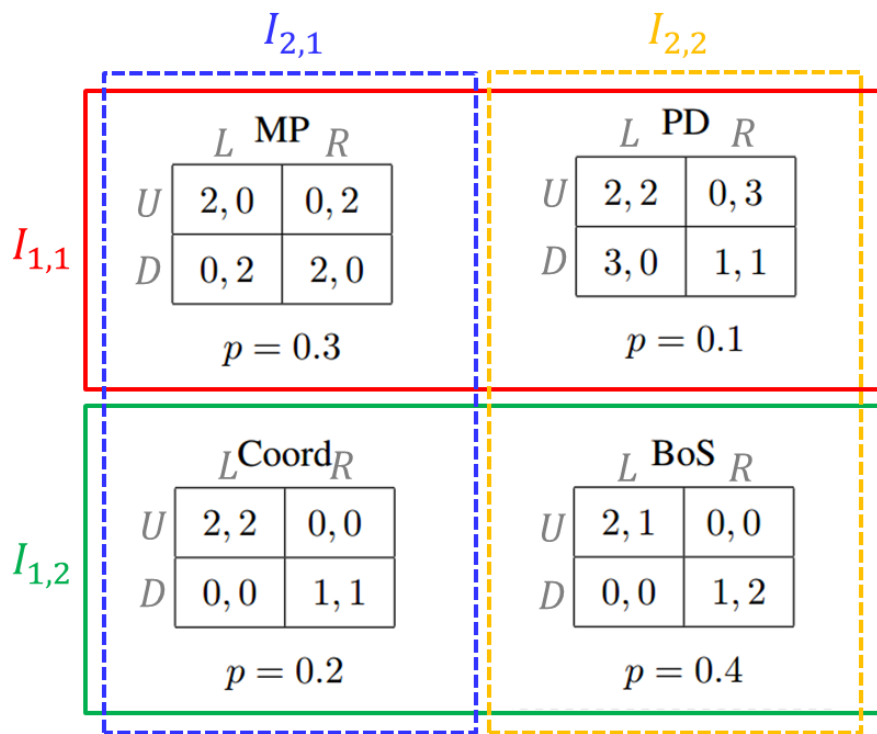 I2,1 I2,2
MP PD
L R L R
U 2, 0 0, 2 U 2, 2 0, 3
I1,1
D 0, 2 2, 0 D 3, 0 1, 1
p = 0.3 p = 0.1
Coord BoS
L R L R
U 2, 2 0, 0 U 2, 1 0, 0
I1,2
D 0, 0 1, 1 D 0, 0 1, 2
p = 0.2 p = 0.4